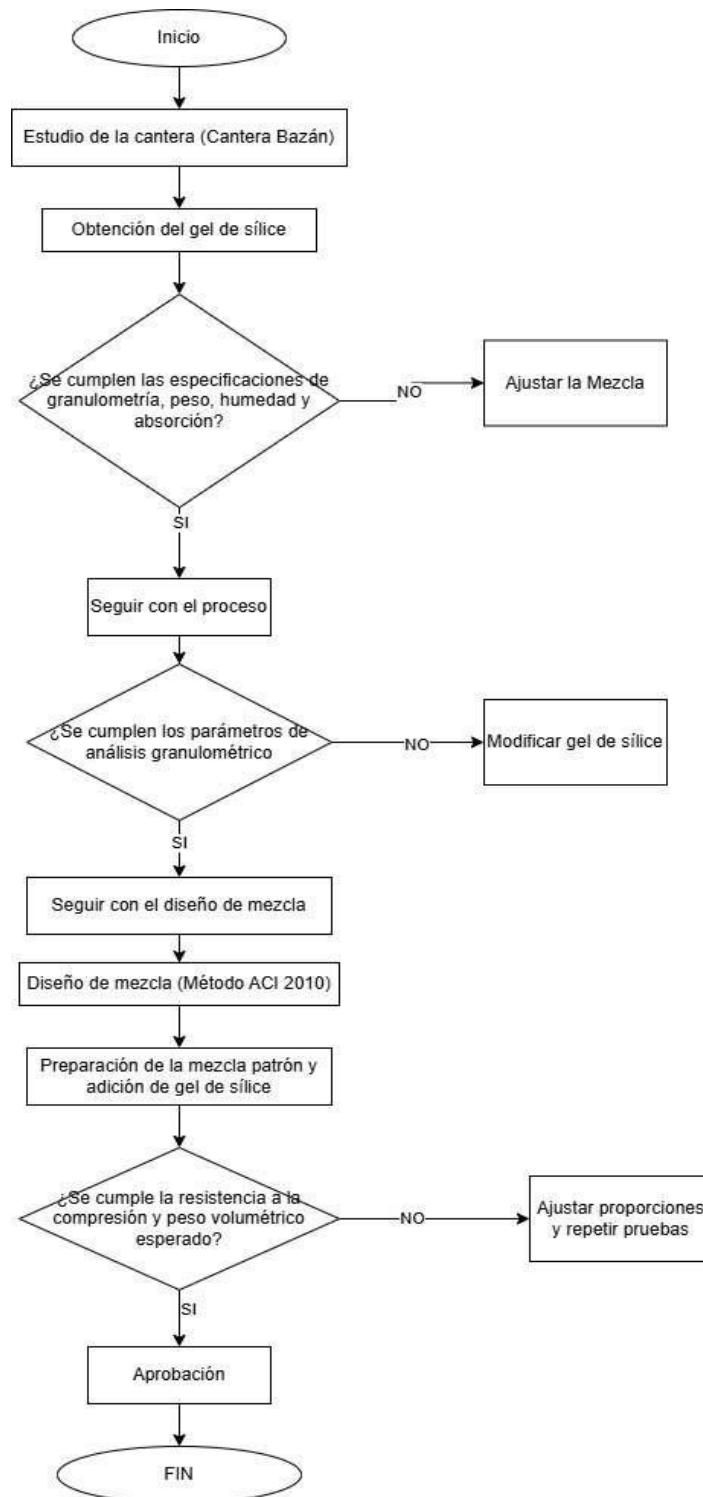 Inicio
Estudio de la cantera (Cantera Bazán)
Obtención del gel de sílice
¿Se cumplen las especificaciones de
granulometría, peso, humedad y
absorción?
NO
Ajustar la Mezcla
SI
Seguir con el proceso
¿Se cumplen los parámetros de
análisis granulométrico
NO
Modificar gel de sílice
SI
Seguir con el diseño de mezcla
Diseño de mezcla (Método ACI 2010)
Preparación de la mezcla patrón y
adición de gel de sílice
¿Se cumple la resistencia a la
compresión y peso volumétrico
esperado?
NO
Ajustar proporciones
y repetir pruebas
SI
Aprobación
FIN